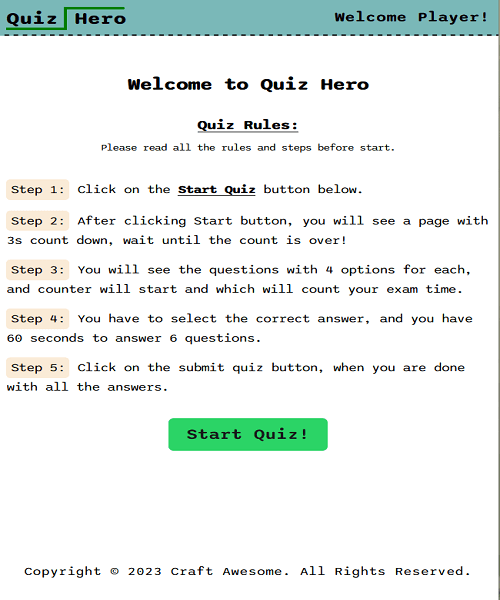 Quiz Hero
Welcome Player!
Welcome to Quiz Hero
Quiz Rules:
Please read all the rules and steps before start.
Step 1: Click on the Start Quiz button below.
Step 2: After clicking Start button, you will see a page with
3s count down, wait until the count is over!
Step 3: You will see the questions with 4 options for each,
and counter will start and which will count your exam time.
Step 4: You have to select the correct answer, and you have
60 seconds to answer 6 questions.
Step 5: Click on the submit quiz button, when you are done
with all the answers.
Start Quiz!
Copyright © 2023 Craft Awesome. All Rights Reserved.